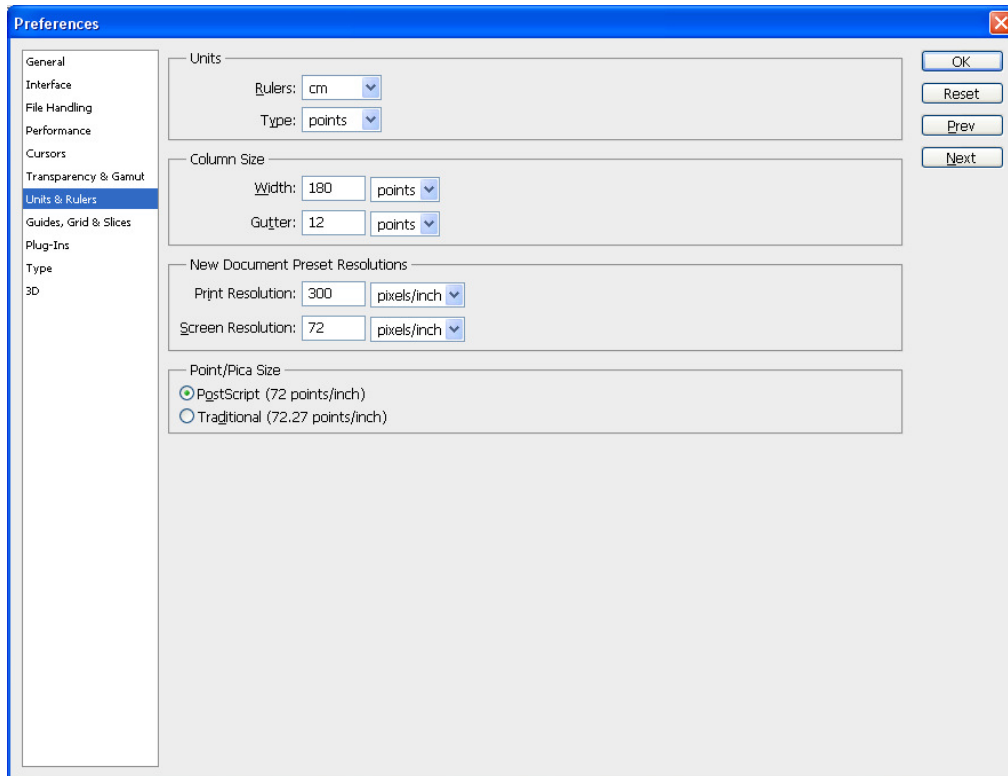 Preferences
General
Interface
File Handling
Performance
Cursors
Transparency & Gamut
Units & Rulers
Guides, Grid & Slices
Plug-Ins
Type
3D
Units
Rulers: cm
Type: points
Column Size
Width: 180 points
Gutter: 12 points
New Document Preset Resolutions
Print Resolution: 300 pixels/inch
Screen Resolution: 72 pixels/inch
Point/Pica Size
PostScript (72 points/inch)
Traditional (72.27 points/inch)
OK
Reset
Prev
Next